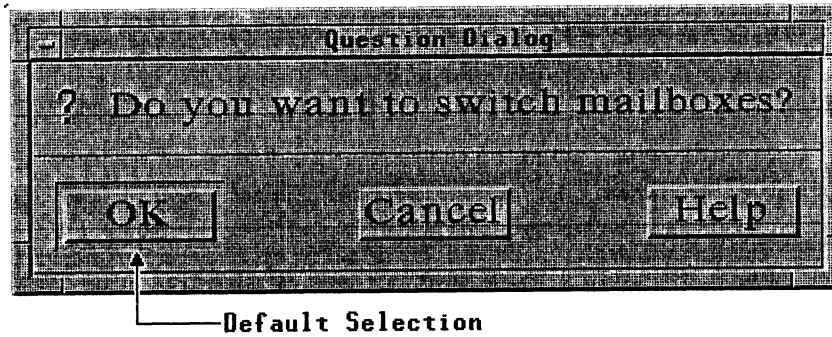 Question Dialog
? Do you want to switch mailboxes?
OK Cancel Help
Default Selection